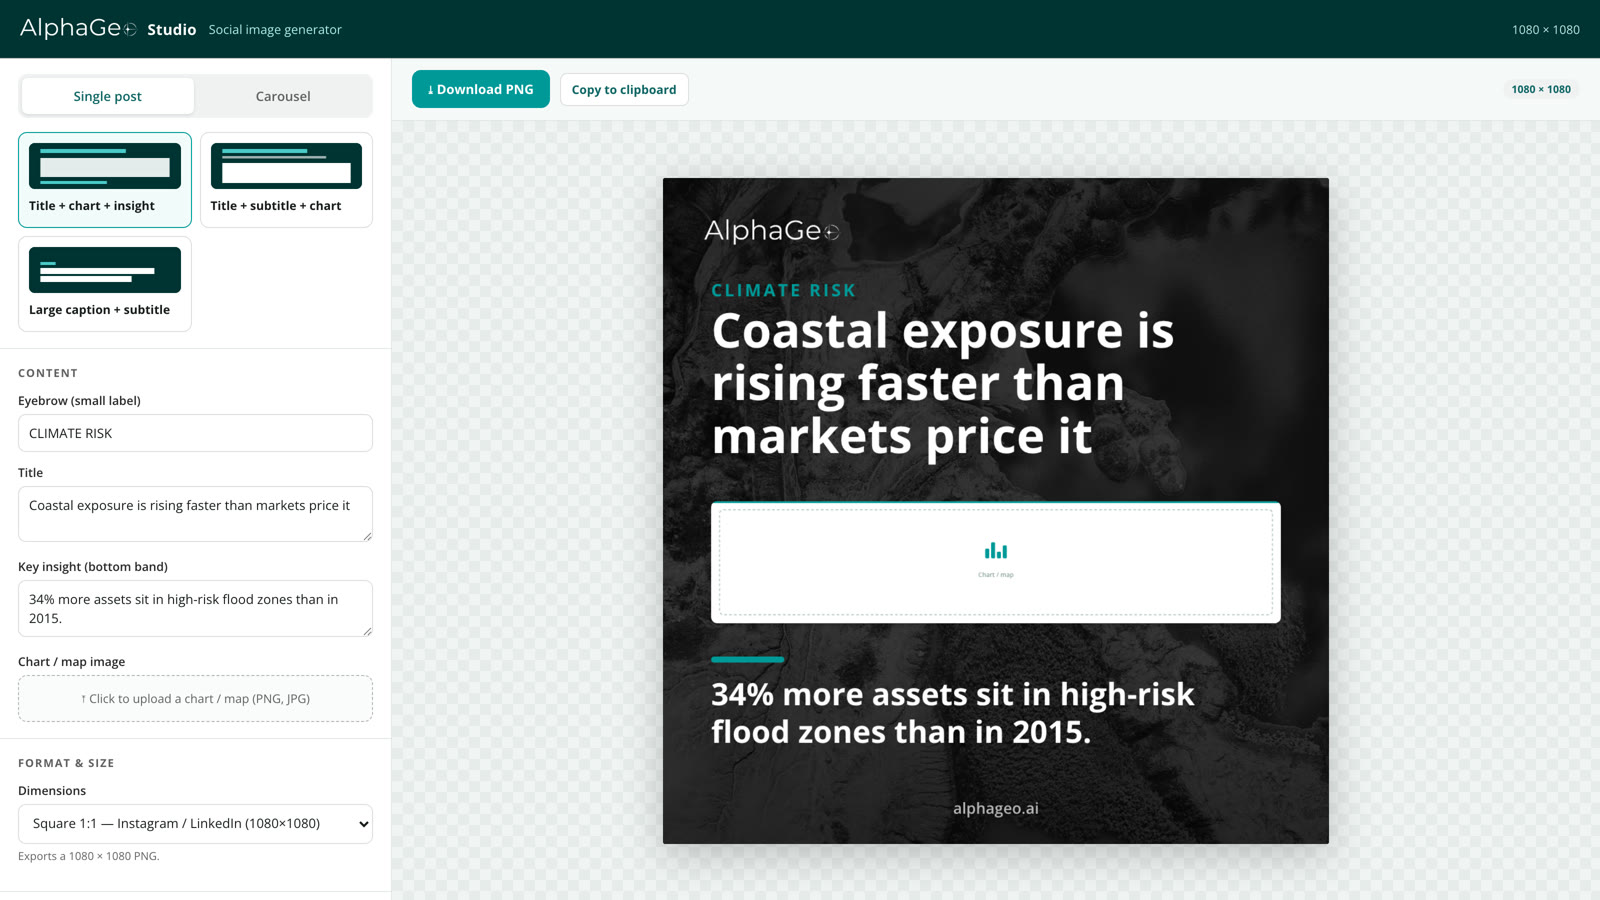 AlphaGeo Studio Social image generator 1080 × 1080
Single post Carousel
Title + chart + insight Title + subtitle + chart
Large caption + subtitle
CONTENT
Eyebrow (small label)
CLIMATE RISK
Title
Coastal exposure is rising faster than markets price it
Key insight (bottom band)
34% more assets sit in high-risk flood zones than in
2015.
Chart / map image
↑ Click to upload a chart / map (PNG, JPG)
FORMAT & SIZE
Dimensions
Square 1:1 — Instagram / LinkedIn (1080×1080)
Exports a 1080 × 1080 PNG.
↓ Download PNG Copy to clipboard 1080 × 1080
AlphaGeo
CLIMATE RISK
Coastal exposure is
rising faster than
markets price it
Chart / map
34% more assets sit in high-risk
flood zones than in 2015.
alphageo.ai